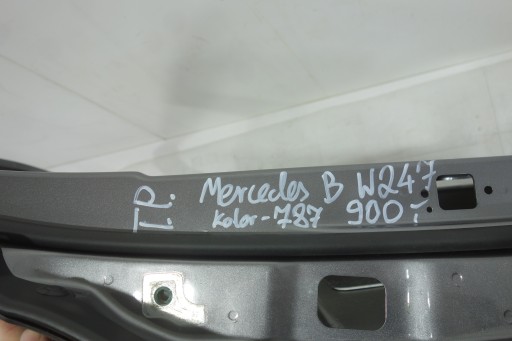 I.P. Mercedes B W247
Kolor-787 900,-